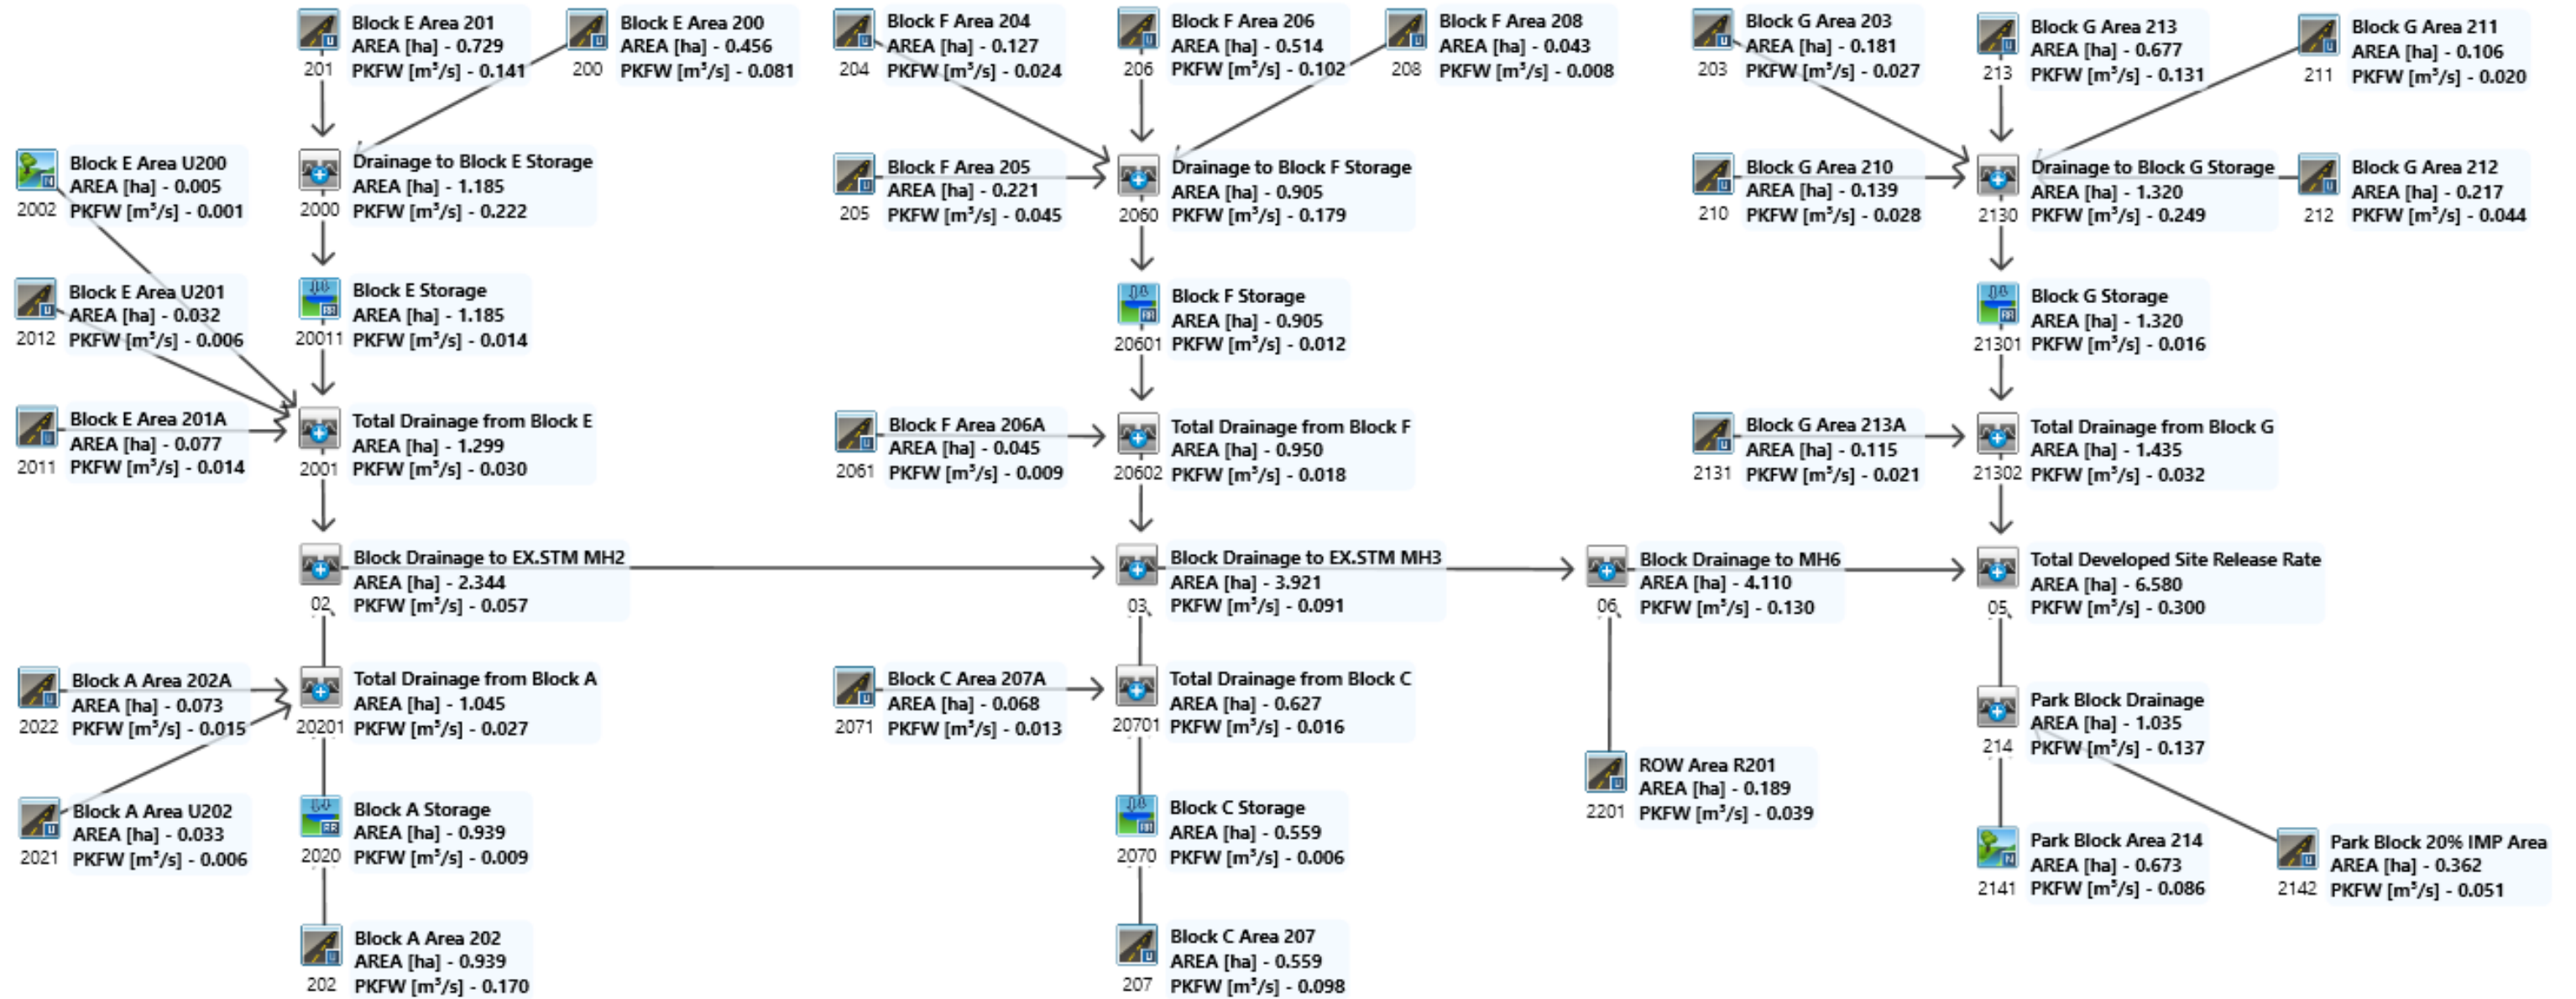 Block E Area 201
AREA [ha] - 0.729
PKFW [m³/s] - 0.141
201
Block E Area 200
AREA [ha] - 0.456
PKFW [m³/s] - 0.081
200
Block F Area 204
AREA [ha] - 0.127
PKFW [m³/s] - 0.024
204
Block F Area 206
AREA [ha] - 0.514
PKFW [m³/s] - 0.102
206
Block F Area 208
AREA [ha] - 0.043
PKFW [m³/s] - 0.008
208
Block G Area 203
AREA [ha] - 0.181
PKFW [m³/s] - 0.027
203
Block G Area 213
AREA [ha] - 0.677
PKFW [m³/s] - 0.131
213
Block G Area 211
AREA [ha] - 0.106
PKFW [m³/s] - 0.020
211
Block E Area U200
AREA [ha] - 0.005
PKFW [m³/s] - 0.001
2002
Drainage to Block E Storage
AREA [ha] - 1.185
PKFW [m³/s] - 0.222
2000
Block F Area 205
AREA [ha] - 0.221
PKFW [m³/s] - 0.045
205
Drainage to Block F Storage
AREA [ha] - 0.905
PKFW [m³/s] - 0.179
2060
Block G Area 210
AREA [ha] - 0.139
PKFW [m³/s] - 0.028
210
Drainage to Block G Storage
AREA [ha] - 1.320
PKFW [m³/s] - 0.249
2130
Block G Area 212
AREA [ha] - 0.217
PKFW [m³/s] - 0.044
212
Block E Area U201
AREA [ha] - 0.032
PKFW [m³/s] - 0.006
2012
Block E Storage
AREA [ha] - 1.185
PKFW [m³/s] - 0.014
20011
Block F Storage
AREA [ha] - 0.905
PKFW [m³/s] - 0.012
20601
Block G Storage
AREA [ha] - 1.320
PKFW [m³/s] - 0.016
21301
Block E Area 201A
AREA [ha] - 0.077
PKFW [m³/s] - 0.014
2011
Total Drainage from Block E
AREA [ha] - 1.299
PKFW [m³/s] - 0.030
2001
Block F Area 206A
AREA [ha] - 0.045
PKFW [m³/s] - 0.009
2061
Total Drainage from Block F
AREA [ha] - 0.950
PKFW [m³/s] - 0.018
20602
Block G Area 213A
AREA [ha] - 0.115
PKFW [m³/s] - 0.021
2131
Total Drainage from Block G
AREA [ha] - 1.435
PKFW [m³/s] - 0.032
21302
Block Drainage to EX.STM MH2
AREA [ha] - 2.344
PKFW [m³/s] - 0.057
02
Block Drainage to EX.STM MH3
AREA [ha] - 3.921
PKFW [m³/s] - 0.091
03
Block Drainage to MH6
AREA [ha] - 4.110
PKFW [m³/s] - 0.130
06
Total Developed Site Release Rate
AREA [ha] - 6.580
PKFW [m³/s] - 0.300
05
Block A Area 202A
AREA [ha] - 0.073
PKFW [m³/s] - 0.015
2022
Total Drainage from Block A
AREA [ha] - 1.045
PKFW [m³/s] - 0.027
20201
Block C Area 207A
AREA [ha] - 0.068
PKFW [m³/s] - 0.013
2071
Total Drainage from Block C
AREA [ha] - 0.627
PKFW [m³/s] - 0.016
20701
Park Block Drainage
AREA [ha] - 1.035
PKFW [m³/s] - 0.137
214
Block A Area U202
AREA [ha] - 0.033
PKFW [m³/s] - 0.006
2021
Block A Storage
AREA [ha] - 0.939
PKFW [m³/s] - 0.009
2020
Block C Storage
AREA [ha] - 0.559
PKFW [m³/s] - 0.006
2070
ROW Area R201
AREA [ha] - 0.189
PKFW [m³/s] - 0.039
2201
Park Block Area 214
AREA [ha] - 0.673
PKFW [m³/s] - 0.086
2141
Park Block 20% IMP Area
AREA [ha] - 0.362
PKFW [m³/s] - 0.051
2142
Block A Area 202
AREA [ha] - 0.939
PKFW [m³/s] - 0.170
202
Block C Area 207
AREA [ha] - 0.559
PKFW [m³/s] - 0.098
207